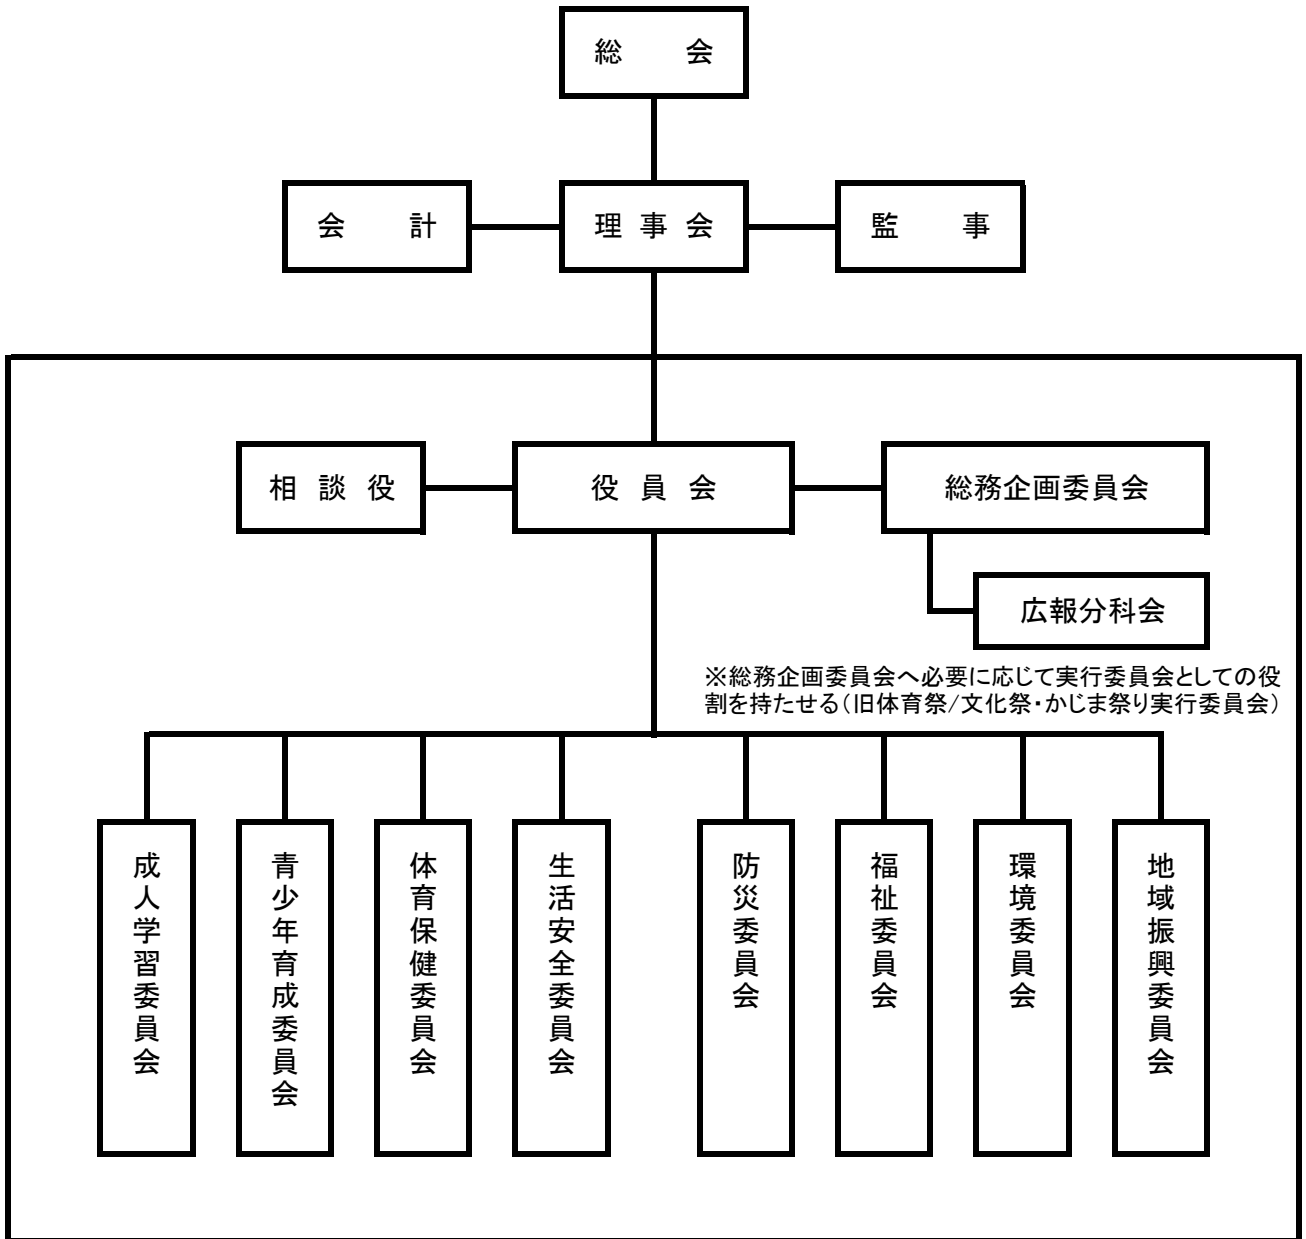 総 会
会 計
理 事 会
監 事
相 談 役
役 員 会
総務企画委員会
広報分科会
※総務企画委員会へ必要に応じて実行委員会としての役
割を持たせる（旧体育祭/文化祭・かじま祭り実行委員会）
成人学習委員会
青少年育成委員会
体育保健委員会
生活安全委員会
防災委員会
福祉委員会
環境委員会
地域振興委員会